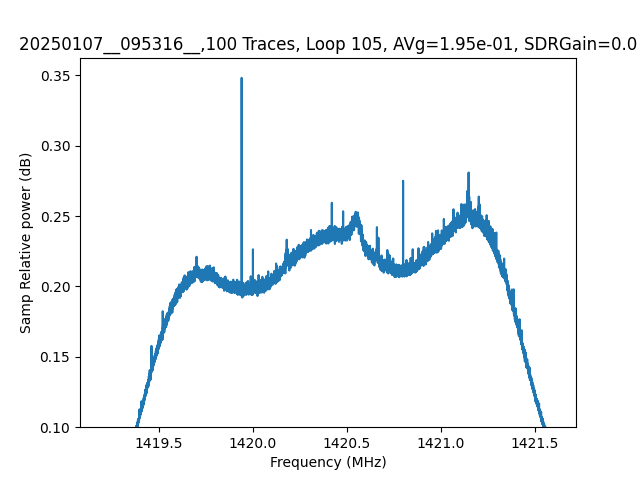 20250107__095316__,100 Traces, Loop 105, AVg=1.95e-01, SDRGain=0.0
0.35
0.30
0.25
0.20
0.15
0.10
Samp Relative power (dB)
1419.5 1420.0 1420.5 1421.0 1421.5
Frequency (MHz)